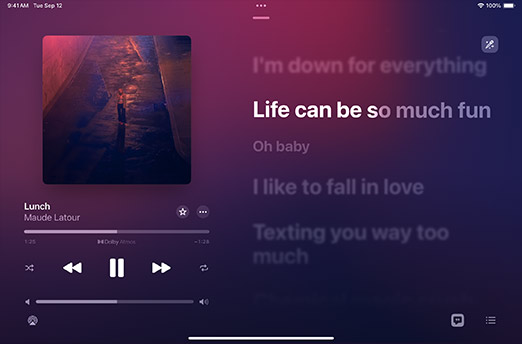 9:41 AM Tue Sep 12
100%
I'm down for everything
Life can be so much fun
Oh baby
I like to fall in love
Texting you way too
much
Lunch
Maude Latour
1:25
Dolby Atmos
-1:28